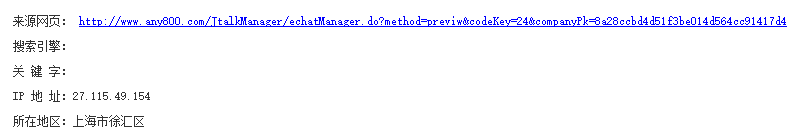 来源网页： http://www.any800.com/JtalkManager/echatManager.do?method=previw&codeKey=24&companyPk=8a28ccbd4d51f3be014d564cc91417d4
搜索引擎：
关 键 字：
IP 地 址：27.115.49.154
所在地区：上海市徐汇区